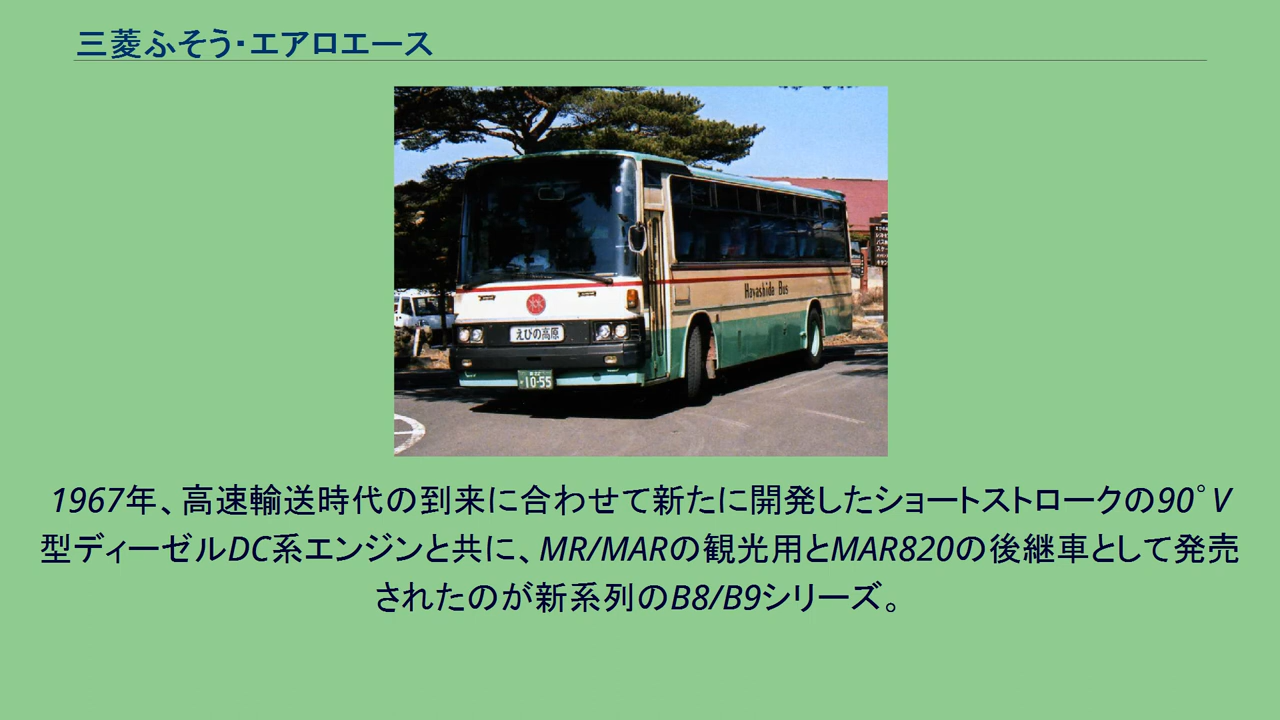 三菱ふそう・エアロエース
Hayashida Bus
えびの高原
10-55
1967年、高速輸送時代の到来に合わせて新たに開発したショートストロークの90°V
型ディーゼルDC系エンジンと共に、MR/MARの観光用とMAR820の後継車として発売
されたのが新系列のB8/B9シリーズ。